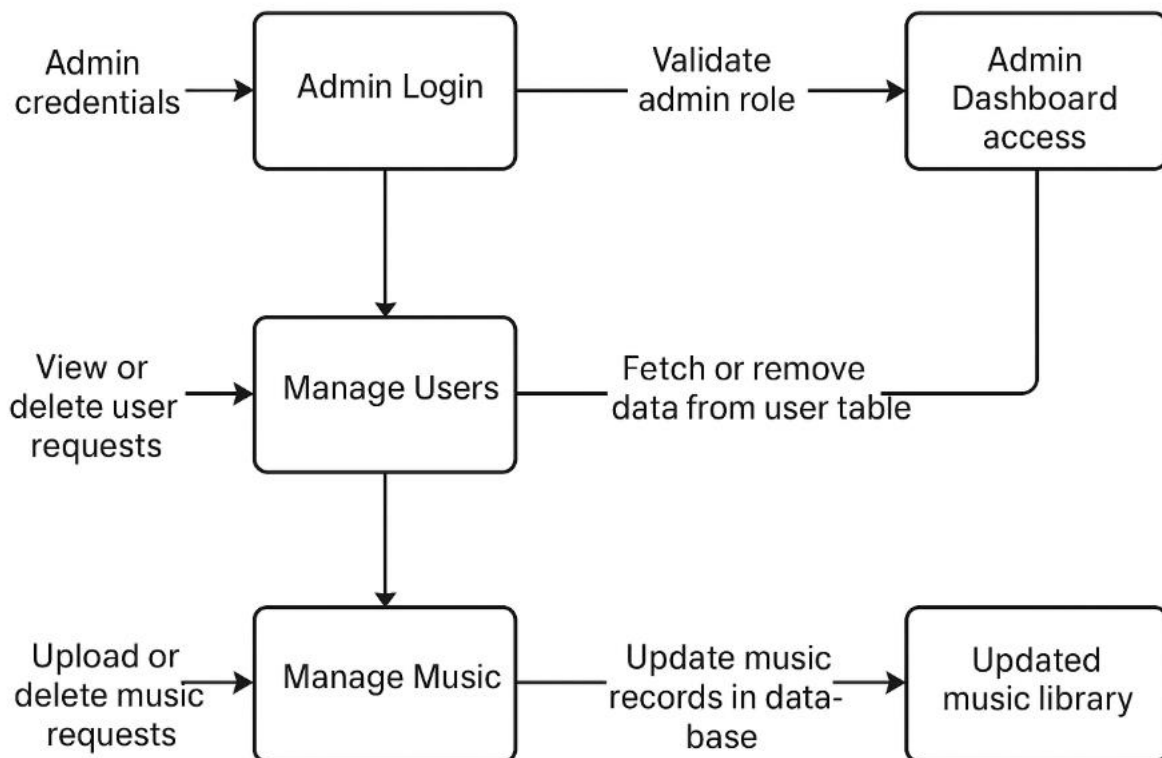 Admin
credentials
Admin Login
Validate
admin role
Admin
Dashboard
access
View or
delete user
requests
Manage Users
Fetch or remove
data from user table
Upload or
delete music
requests
Manage Music
Update music
records in data-
base
Updated
music library